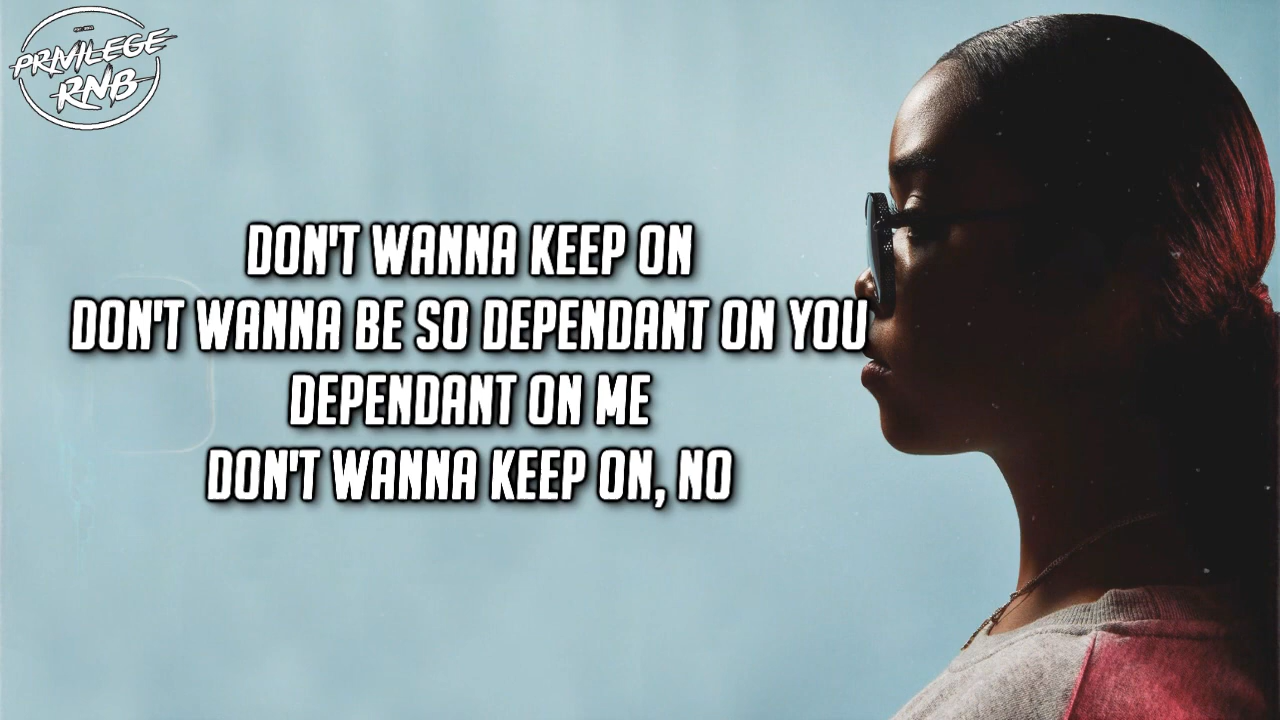 PRIVILEGE
RNB
DON'T WANNA KEEP ON
DON'T WANNA BE SO DEPENDANT ON YOU
DEPENDANT ON ME
DON'T WANNA KEEP ON, NO